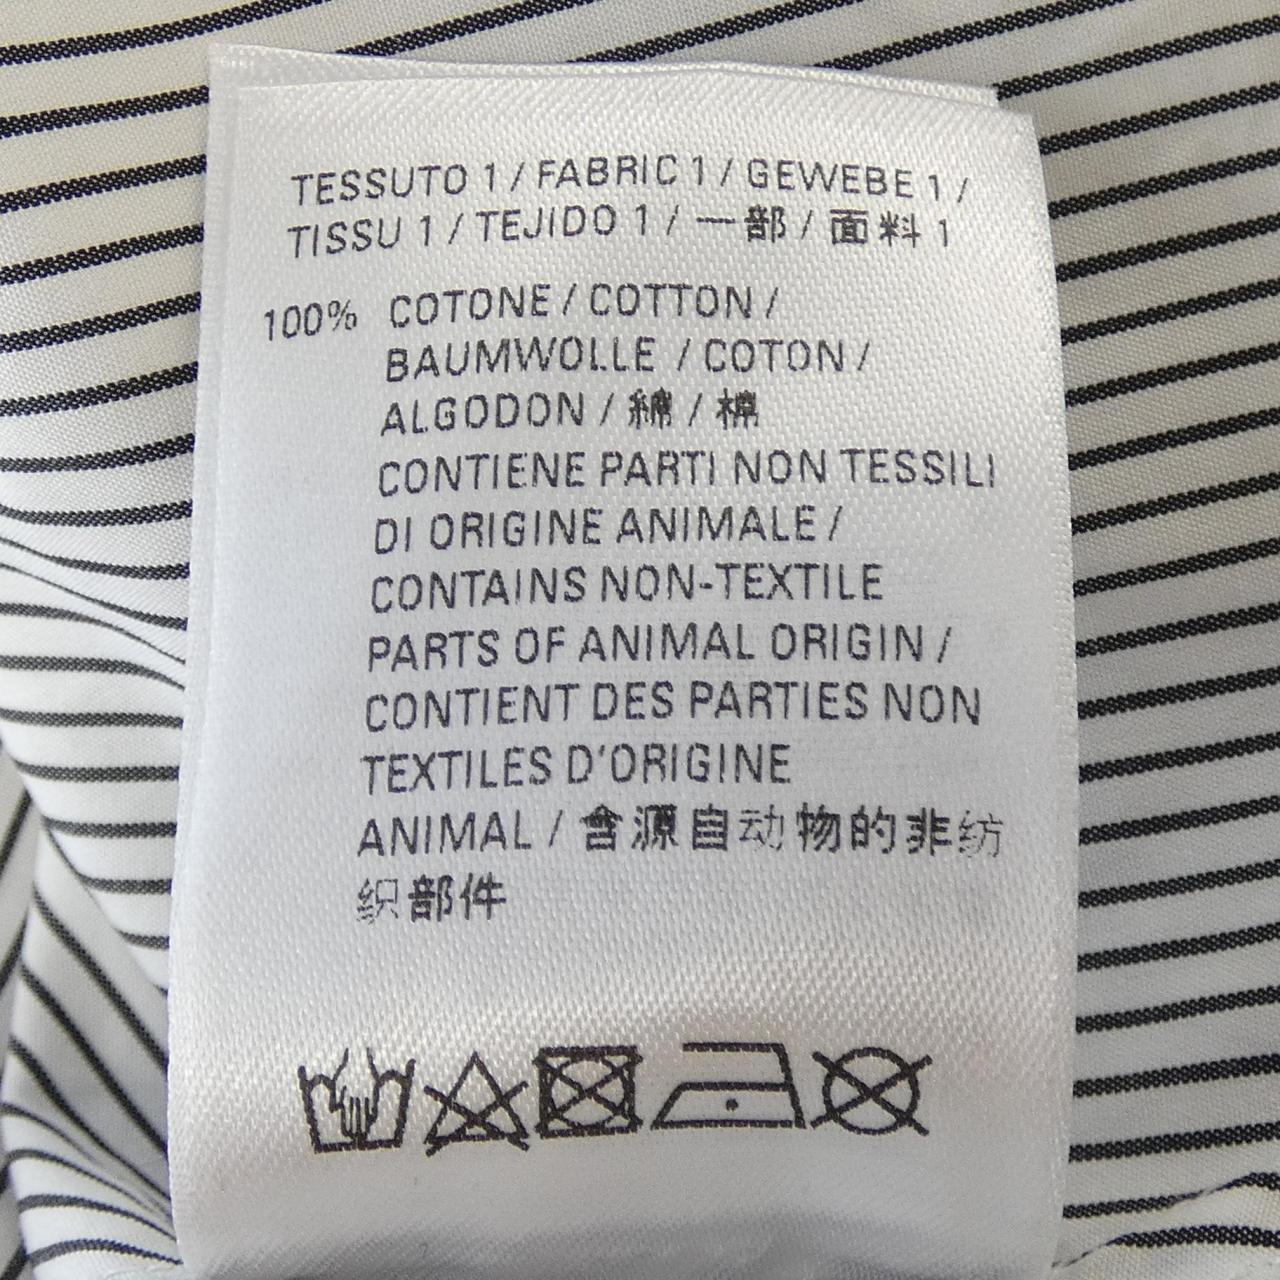 TESSUTO 1 / FABRIC 1 / GEWEBE 1 /
TISSU 1 / TEJIDO 1 / 一部 / 面料 1
100% COTONE / COTTON /
BAUMWOLLE / COTON /
ALGODON / 綿 / 棉
CONTIENE PARTI NON TESSILI
DI ORIGINE ANIMALE /
CONTAINS NON-TEXTILE
PARTS OF ANIMAL ORIGIN /
CONTIENT DES PARTIES NON
TEXTILES D'ORIGINE
ANIMAL / 含源自动物的非纺
织部件